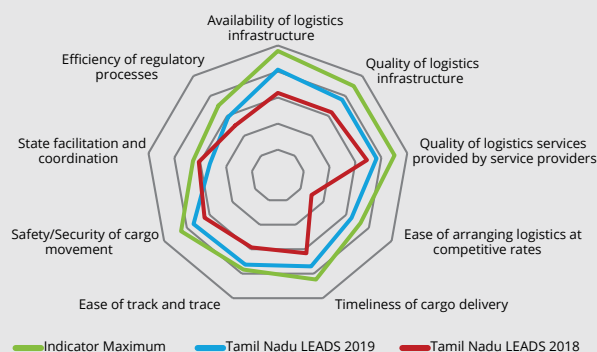 Availability of logistics
infrastructure
Efficiency of regulatory
processes
Quality of logistics
infrastructure
State facilitation and
coordination
Quality of logistics services
provided by service providers
Safety/Security of cargo
movement
Ease of arranging logistics at
competitive rates
Ease of track and trace
Timeliness of cargo delivery
Indicator Maximum
Tamil Nadu LEADS 2019
Tamil Nadu LEADS 2018